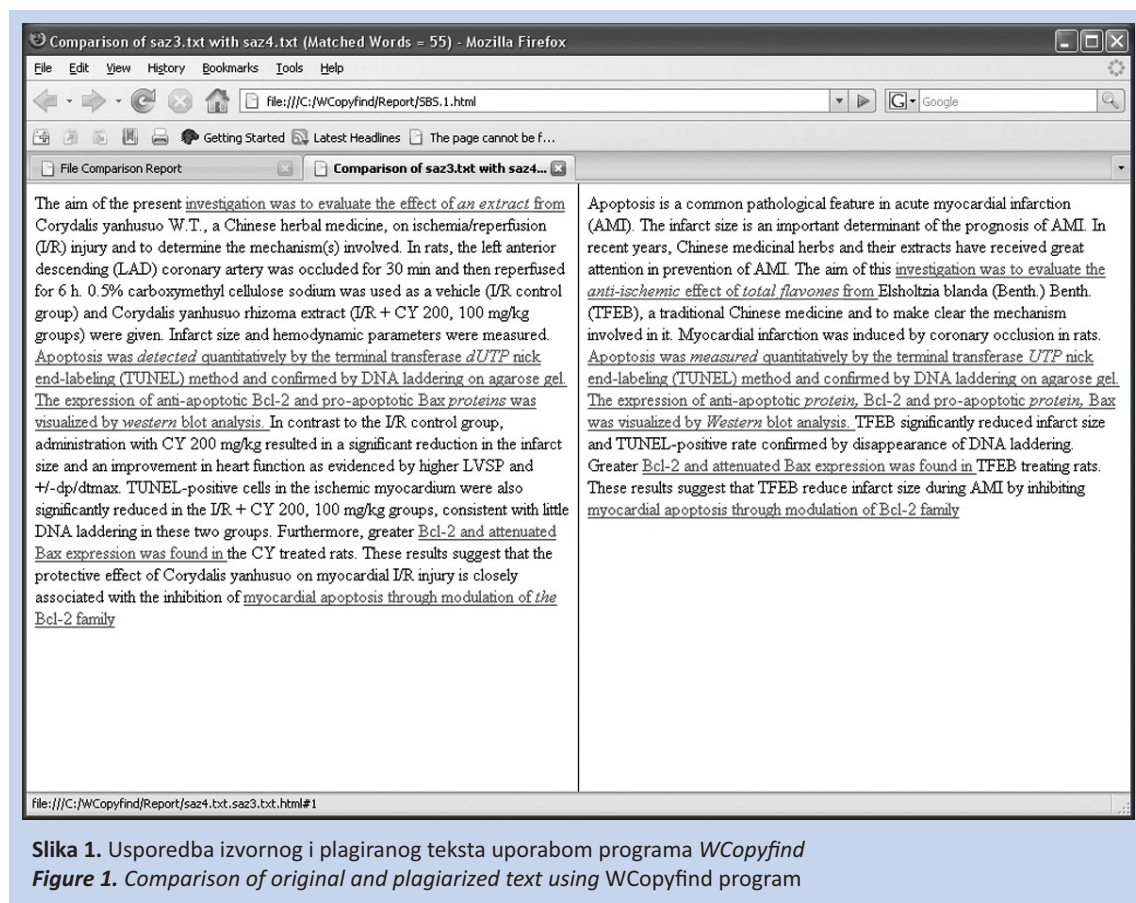 Comparison of saz3.txt with saz4.txt (Matched Words = 55) - Mozilla Firefox
File Edit View History Bookmarks Tools Help
file:///C:/WCopyfind/Report/SBS.1.html
G Google
Getting Started Latest Headlines The page cannot be f...
File Comparison Report
Comparison of saz3.txt with saz4...
The aim of the present investigation was to evaluate the effect of an extract from
Corydalis yanhusuo W.T., a Chinese herbal medicine, on ischemia/reperfusion
(I/R) injury and to determine the mechanism(s) involved. In rats, the left anterior
descending (LAD) coronary artery was occluded for 30 min and then reperfused
for 6 h. 0.5% carboxymethyl cellulose sodium was used as a vehicle (I/R control
group) and Corydalis yanhusuo rhizoma extract (I/R + CY 200, 100 mg/kg
groups) were given. Infarct size and hemodynamic parameters were measured.
Apoptosis was detected quantitatively by the terminal transferase dUTP nick
end-labeling (TUNEL) method and confirmed by DNA laddering on agarose gel.
The expression of anti-apoptotic Bcl-2 and pro-apoptotic Bax proteins was
visualized by western blot analysis. In contrast to the I/R control group,
administration with CY 200 mg/kg resulted in a significant reduction in the infarct
size and an improvement in heart function as evidenced by higher LVSP and
+/-dp/dtmax. TUNEL-positive cells in the ischemic myocardium were also
significantly reduced in the I/R + CY 200, 100 mg/kg groups, consistent with little
DNA laddering in these two groups. Furthermore, greater Bcl-2 and attenuated
Bax expression was found in the CY treated rats. These results suggest that the
protective effect of Corydalis yanhusuo on myocardial I/R injury is closely
associated with the inhibition of myocardial apoptosis through modulation of the
Bcl-2 family
Apoptosis is a common pathological feature in acute myocardial infarction
(AMI). The infarct size is an important determinant of the prognosis of AMI. In
recent years, Chinese medicinal herbs and their extracts have received great
attention in prevention of AMI. The aim of this investigation was to evaluate the
anti-ischemic effect of total flavones from Elsholtzia blanda (Benth.) Benth.
(TFEB), a traditional Chinese medicine and to make clear the mechanism
involved in it. Myocardial infarction was induced by coronary occlusion in rats.
Apoptosis was measured quantitatively by the terminal transferase UTP nick
end-labeling (TUNEL) method and confirmed by DNA laddering on agarose gel.
The expression of anti-apoptotic protein, Bcl-2 and pro-apoptotic protein, Bax
was visualized by Western blot analysis. TFEB significantly reduced infarct size
and TUNEL-positive rate confirmed by disappearance of DNA laddering.
Greater Bcl-2 and attenuated Bax expression was found in TFEB treating rats.
These results suggest that TFEB reduce infarct size during AMI by inhibiting
myocardial apoptosis through modulation of Bcl-2 family
file:///C:/WCopyfind/Report/saz4.txt.saz3.txt.html#1
Slika 1. Usporedba izvornog i plagiranog teksta uporabom programa WCopyfind
Figure 1. Comparison of original and plagiarized text using WCopyfind program